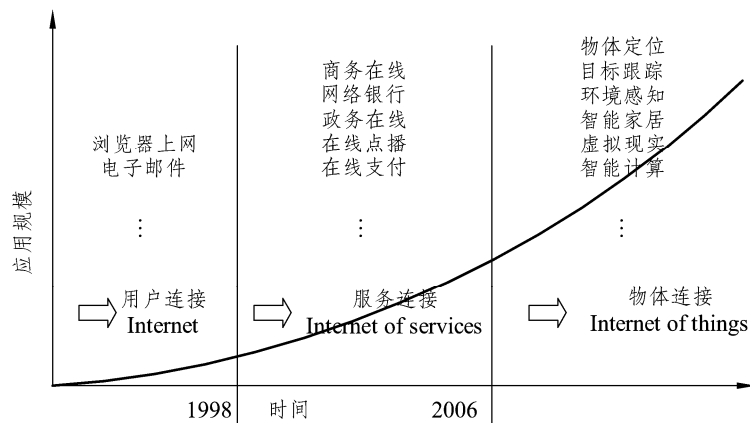 应用规模
浏览器上网
电子邮件
⋮
用户连接
Internet
商务在线
网络银行
政务在线
在线点播
在线支付
⋮
服务连接
Internet of services
物体定位
目标跟踪
环境感知
智能家居
虚拟现实
智能计算
⋮
物体连接
Internet of things
1998
时间
2006